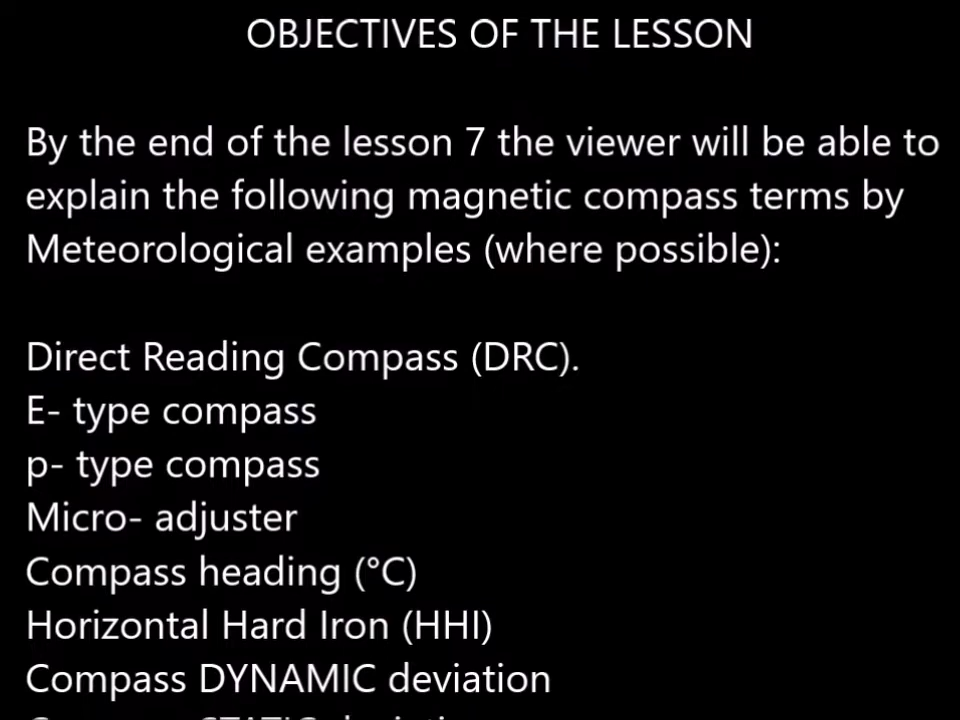 OBJECTIVES OF THE LESSON
By the end of the lesson 7 the viewer will be able to
explain the following magnetic compass terms by
Meteorological examples (where possible):
Direct Reading Compass (DRC).
E- type compass
p- type compass
Micro- adjuster
Compass heading (°C)
Horizontal Hard Iron (HHI)
Compass DYNAMIC deviation